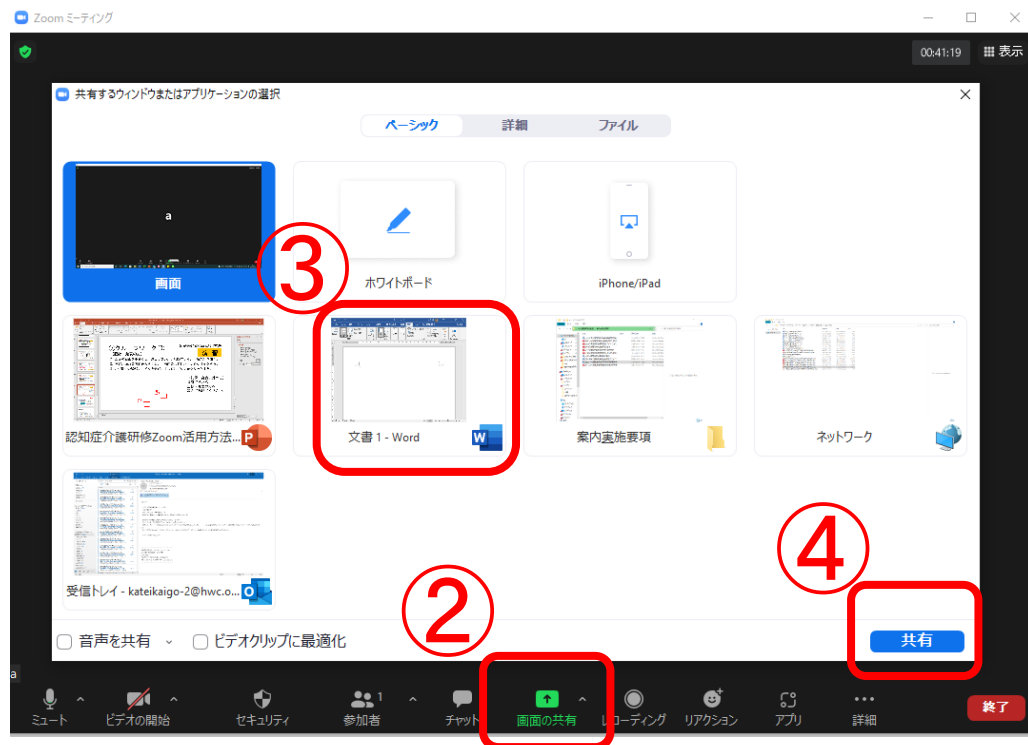 Zoom ミーティング
00:41:19 表示
共有するウィンドウまたはアプリケーションの選択
ベーシック 詳細 ファイル
a
画面
③
ホワイトボード
iPhone/iPad
認知症介護研修Zoom活用方法...
文書 1 - Word
案内実施要項
ネットワーク
受信トレイ - kateikaigo-2@hwc.o...
④
②
音声を共有
ビデオクリップに最適化
共有
a
ミュート
ビデオの開始
セキュリティ
1
参加者
チャット
画面の共有
レコーディング
リアクション
アプリ
詳細
終了